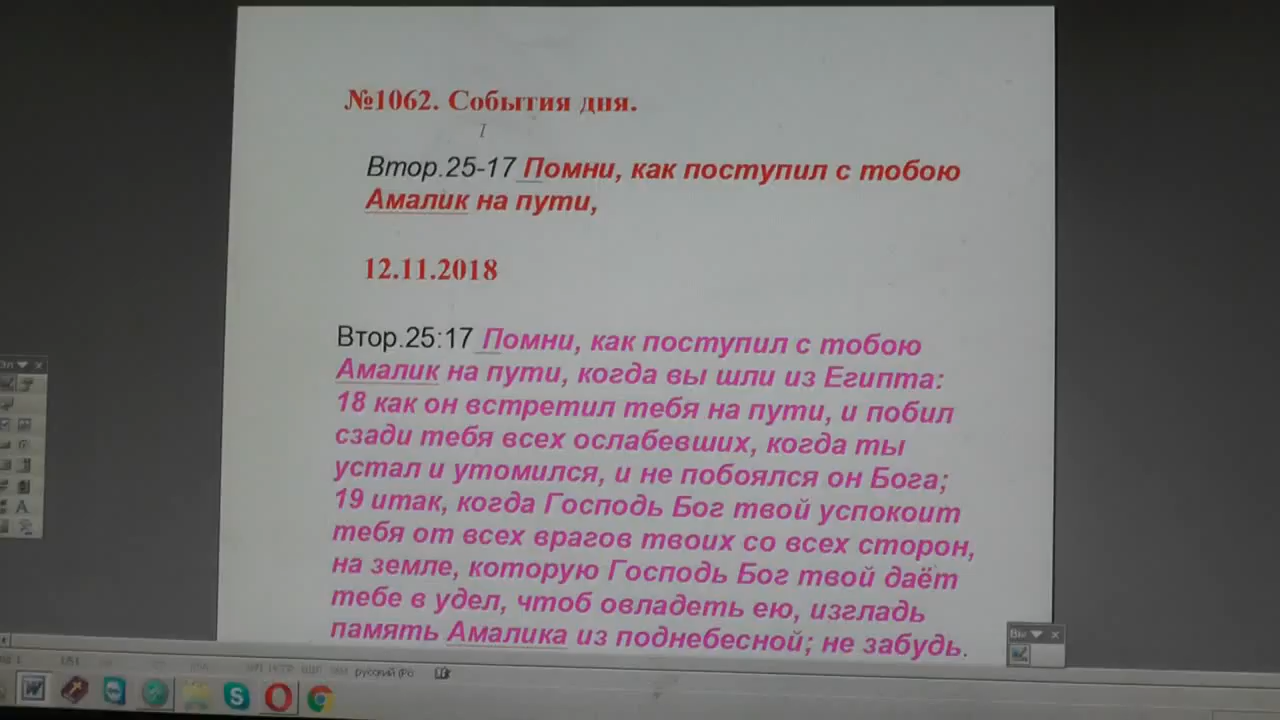 №1062. События дня.
Втор.25-17 Помни, как поступил с тобою
Амалик на пути,
12.11.2018
Втор.25:17 Помни, как поступил с тобою
Амалик на пути, когда вы шли из Египта:
18 как он встретил тебя на пути, и побил
сзади тебя всех ослабевших, когда ты
устал и утомился, и не побоялся он Бога;
19 итак, когда Господь Бог твой успокоит
тебя от всех врагов твоих со всех сторон,
на земле, которую Господь Бог твой даёт
тебе в удел, чтоб овладеть ею, изгладь
память Амалика из поднебесной; не забудь.
Вы
русский (Ро